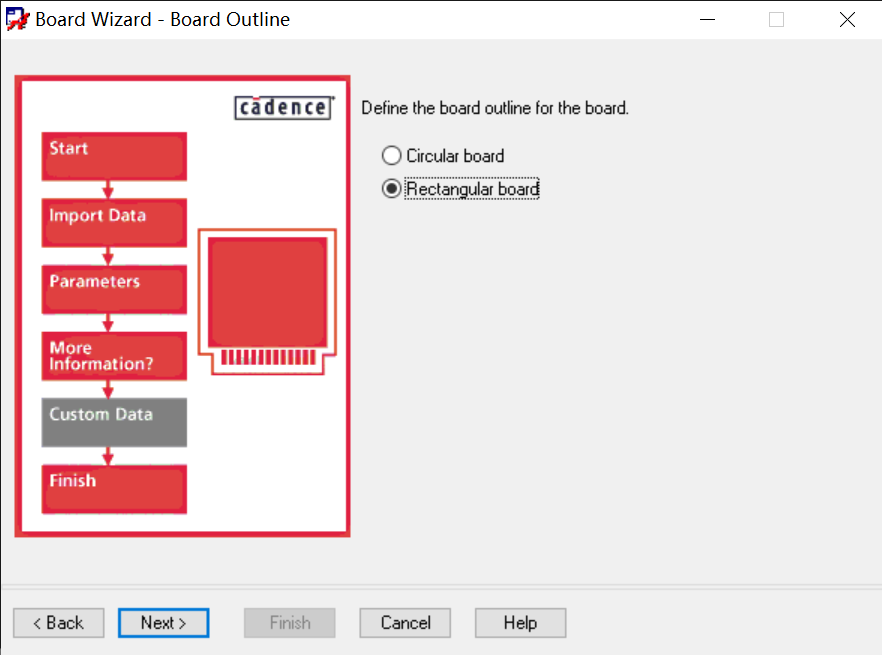 Board Wizard - Board Outline
cādence
Define the board outline for the board.
Circular board
Rectangular board
Start
Import Data
Parameters
More
Information?
Custom Data
Finish
< Back
Next >
Finish
Cancel
Help